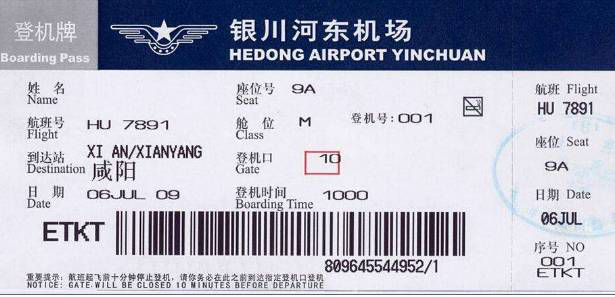 登机牌
Boarding Pass
银川河东机场
HEDONG AIRPORT YINCHUAN
姓 名
Name
座位号 9A
Seat
航班号 HU 7891
Flight
舱 位 M
Class
登机号:001
到达站 XI AN/XIANYANG
Destination 咸阳
登机口 10
Gate
日 期 06JUL 09
Date
登机时间 1000
Boarding Time
ETKT
809645544952/1
重要提示: 航班起飞前十分钟停止登机,请您务必在此之前到达指定登机口登机
NOTICE: GATE WILL BE CLOSED 10 MINUTES BEFORE DEPARTURE
航班 Flight
HU 7891
座位 Seat
9A
日期 Date
06JUL
序号 NO
001
ETKT